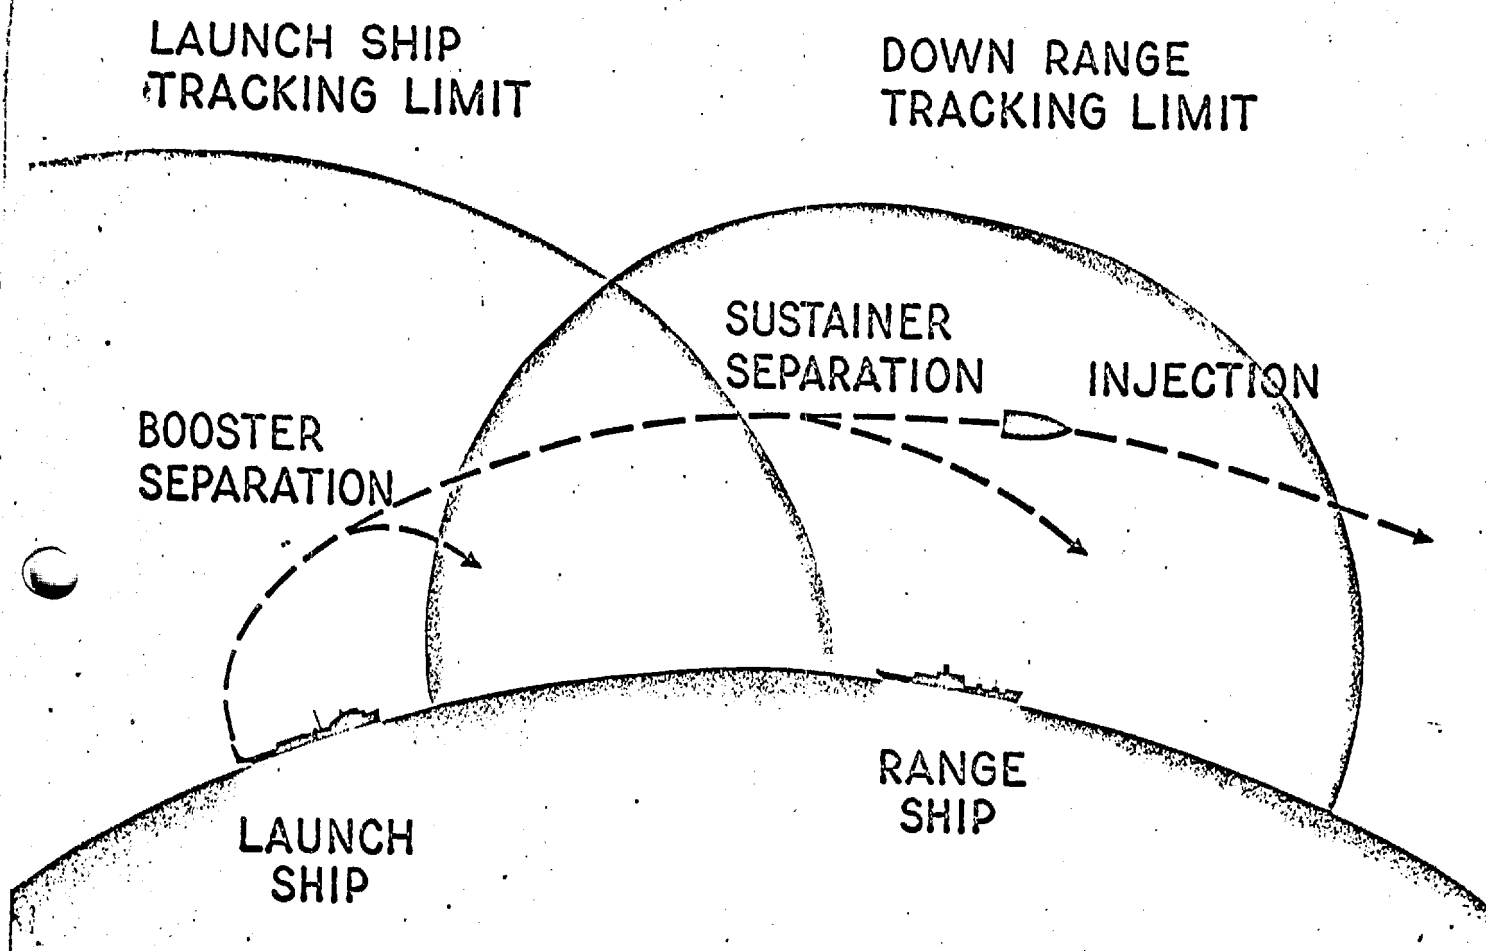 LAUNCH SHIP
TRACKING LIMIT
DOWN RANGE
TRACKING LIMIT
SUSTAINER
SEPARATION
INJECTION
BOOSTER
SEPARATION
RANGE
SHIP
LAUNCH
SHIP